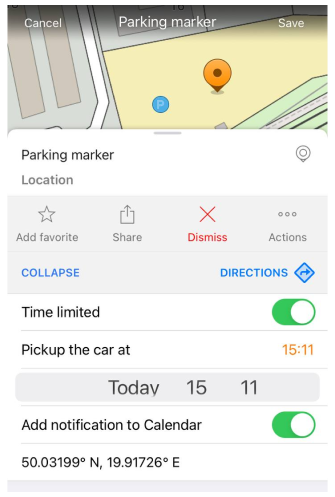 Cancel Parking marker Save
P
Parking marker
Location
Add favorite Share Dismiss Actions
COLLAPSE DIRECTIONS
Time limited
Pickup the car at 15:11
Today 15 11
Add notification to Calendar
50.03199° N, 19.91726° E